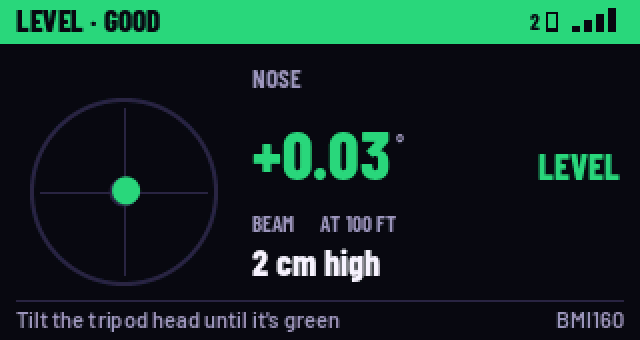 LEVEL · GOOD
2
NOSE
+0.03°
LEVEL
BEAM AT 100 FT
2 cm high
Tilt the tripod head until it's green
BMI160